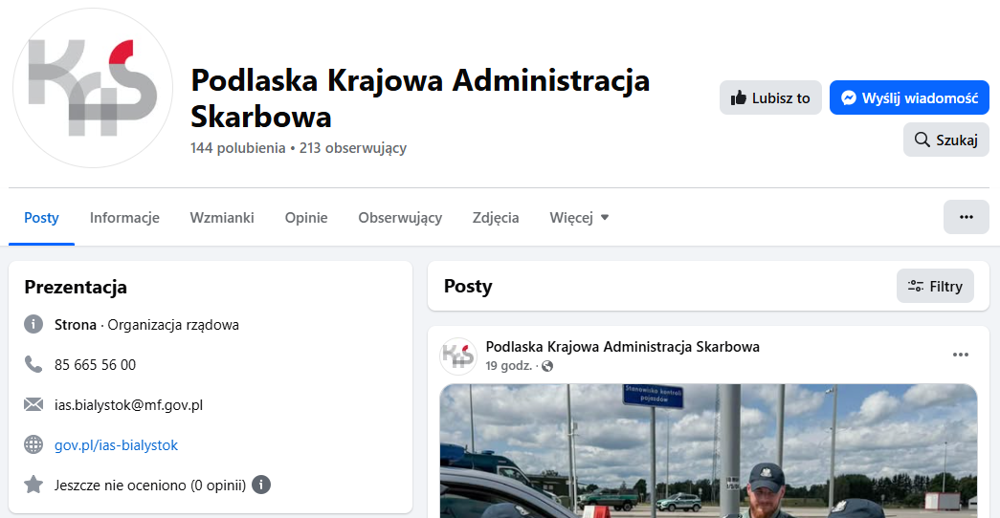 KAS
Podlaska Krajowa Administracja
Skarbowa
144 polubienia • 213 obserwujący
Lubisz to
Wyślij wiadomość
Szukaj
Posty
Informacje
Wzmianki
Opinie
Obserwujący
Zdjęcia
Więcej
Prezentacja
Strona · Organizacja rządowa
85 665 56 00
ias.bialystok@mf.gov.pl
gov.pl/ias-bialystok
Jeszcze nie oceniono (0 opinii)
Posty
Filtry
KAS
Podlaska Krajowa Administracja Skarbowa
19 godz. ·
Stanowisko kontroli
pojazdów